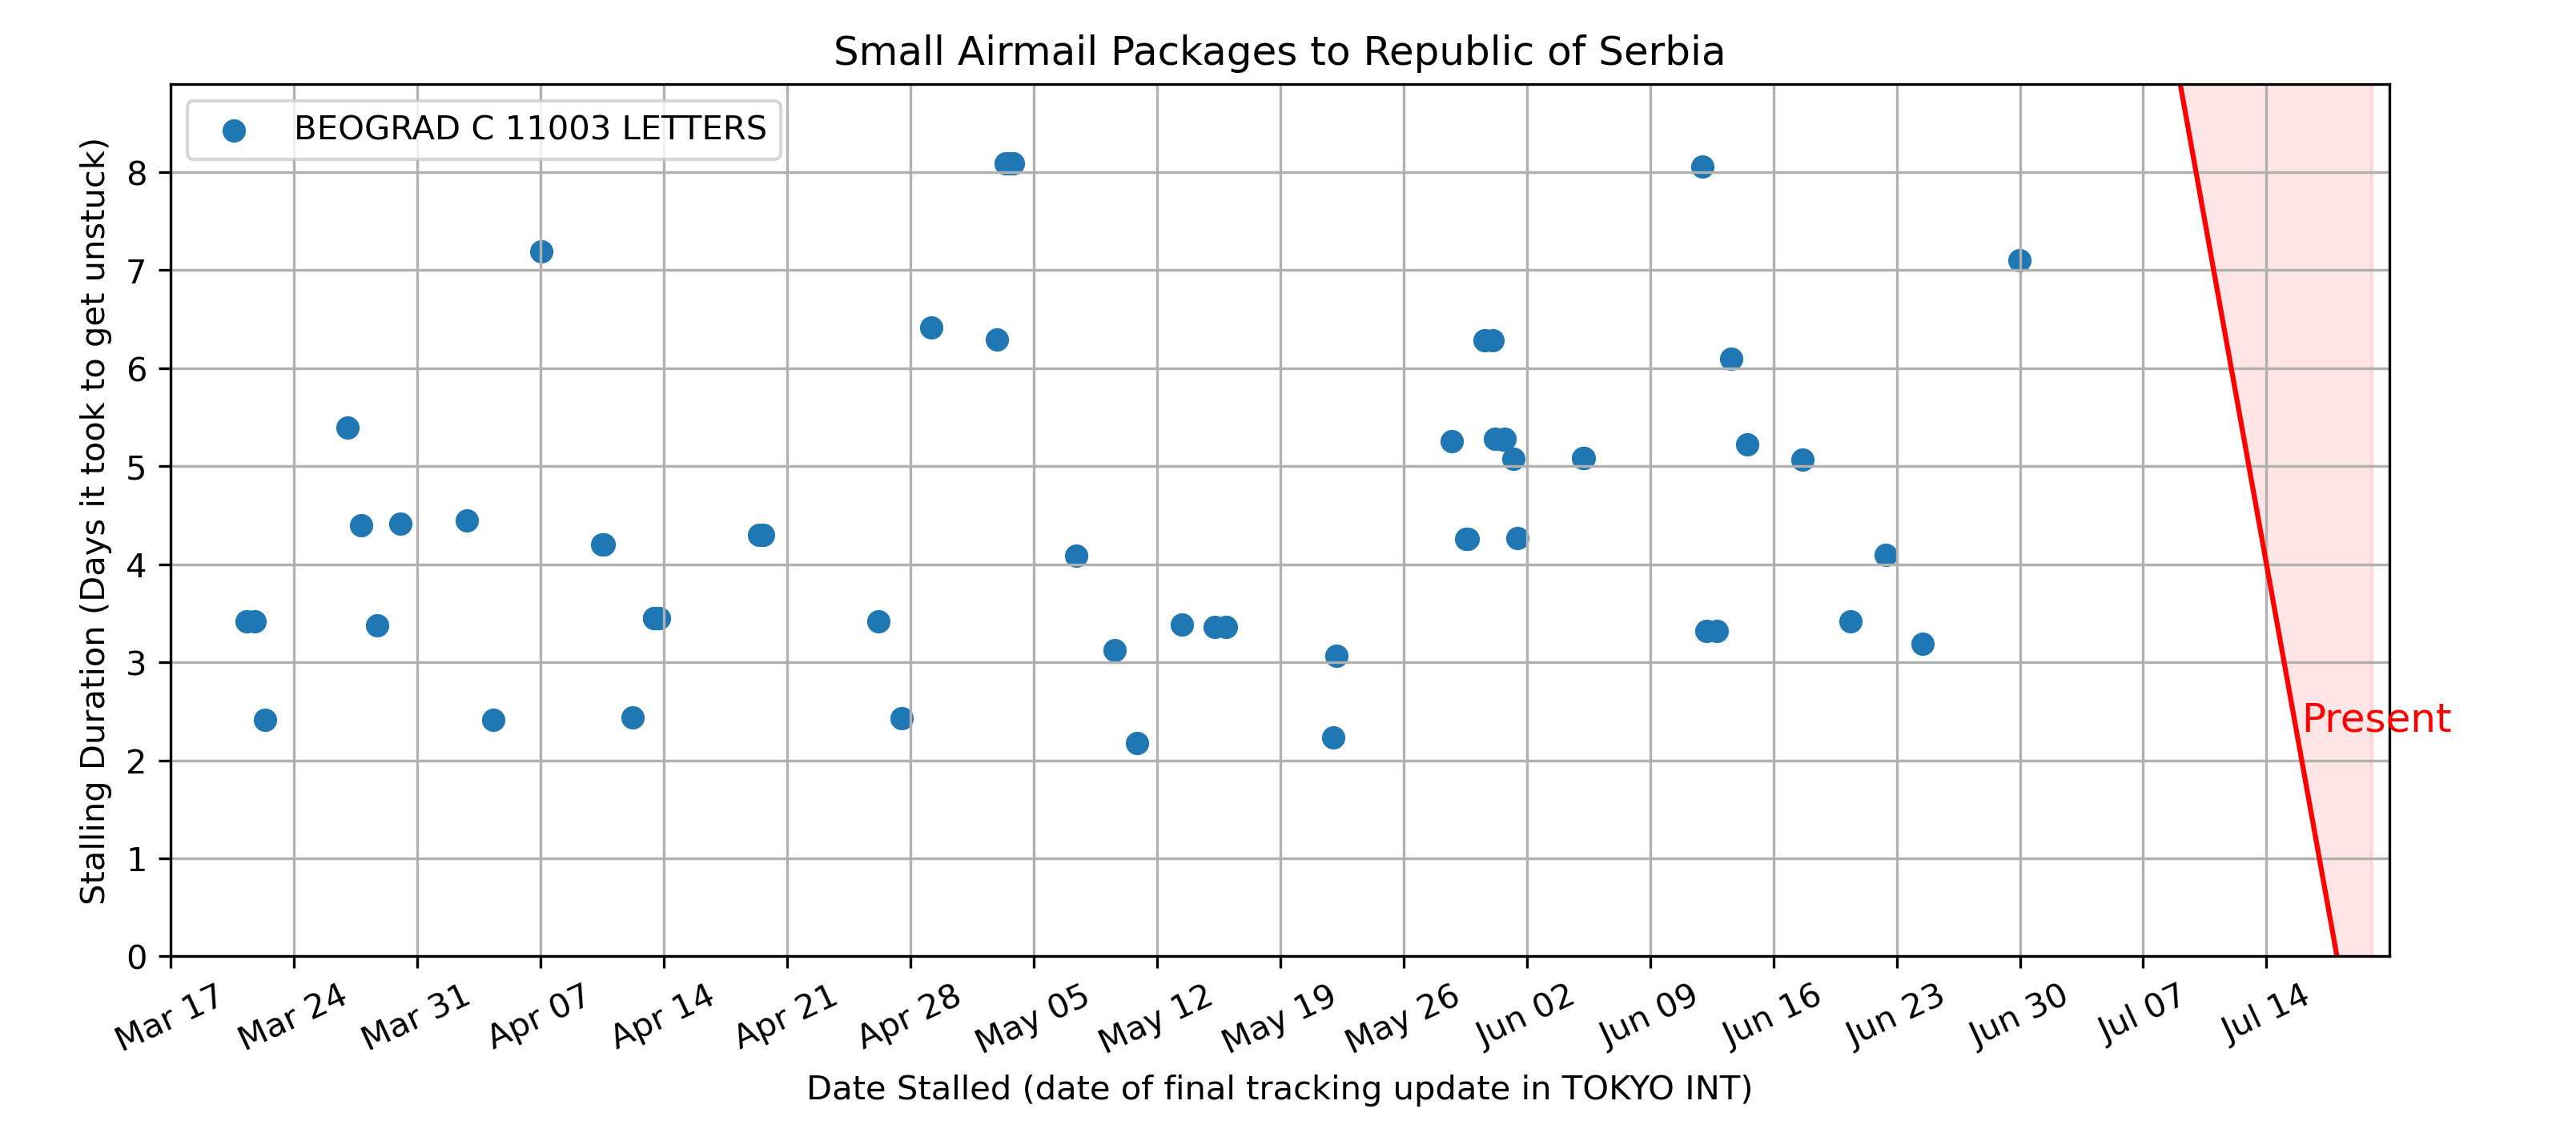 Small Airmail Packages to Republic of Serbia
BEOGRAD C 11003 LETTERS
Stalling Duration (Days it took to get unstuck)
8
7
6
5
4
3
2
1
0
Present
Mar 17
Mar 24
Mar 31
Apr 07
Apr 14
Apr 21
Apr 28
May 05
May 12
May 19
May 26
Jun 02
Jun 09
Jun 16
Jun 23
Jun 30
Jul 07
Jul 14
Date Stalled (date of final tracking update in TOKYO INT)